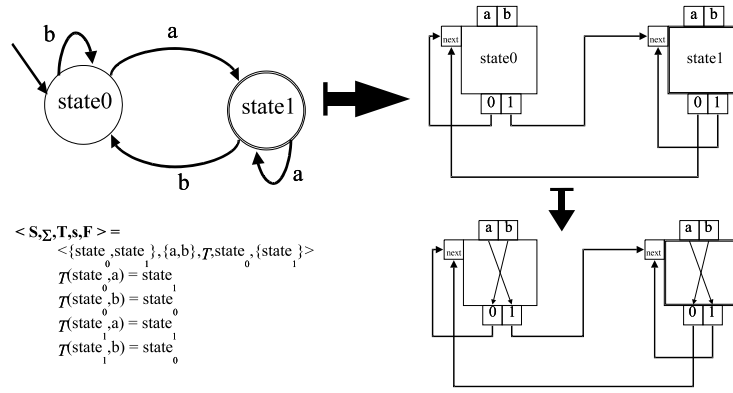 b
a
state0
state1
b
a
a b
next
state0
0 1
a b
next
state1
0 1
< S,Σ,T,s,F > =
<{state₀,state₁},{a,b},T,state₀,{state₁}>
T(state₀,a) = state₁
T(state₀,b) = state₀
T(state₁,a) = state₁
T(state₁,b) = state₀
a b
next
0 1
a b
next
0 1